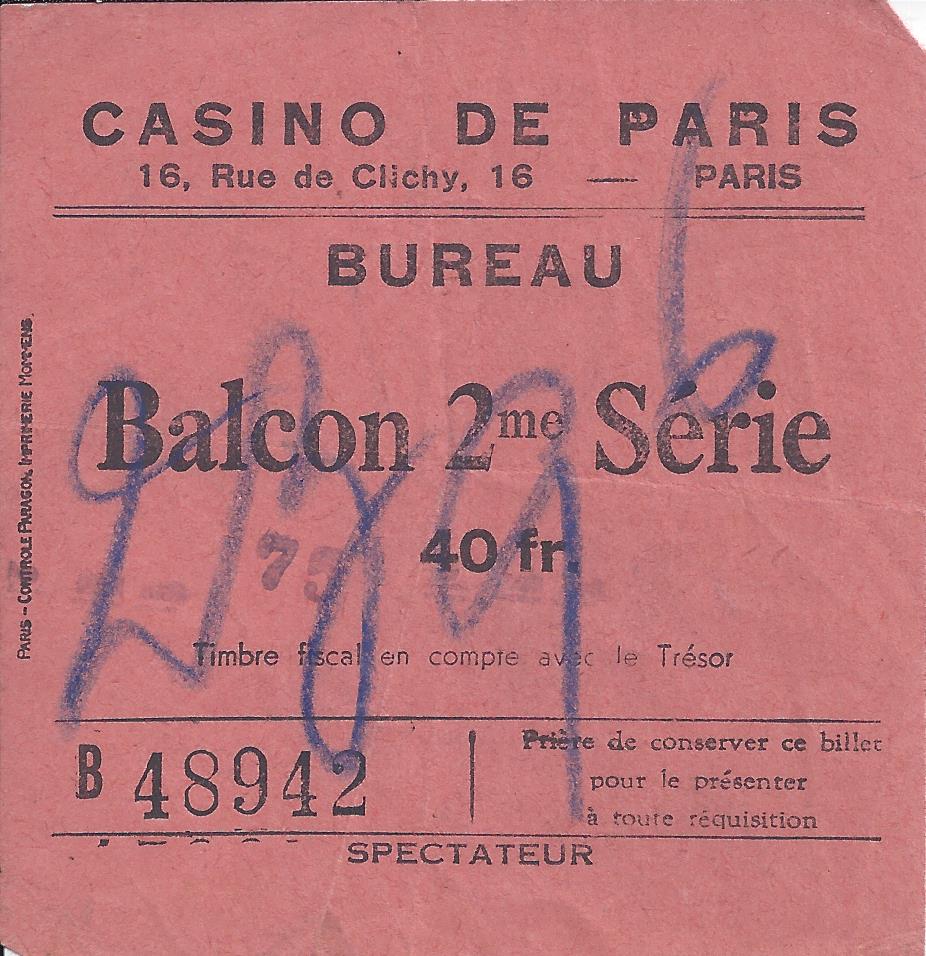 CASINO DE PARIS
16, Rue de Clichy, 16 — PARIS
BUREAU
Balcon 2me Série
40 fr.
73
Timbre fiscal en compte avec le Trésor
B 48942
Prière de conserver ce billet
pour le présenter
à toute réquisition
SPECTATEUR
PARIS – CONTROLE PARAGON, IMPRIMERIE MOMMENS.